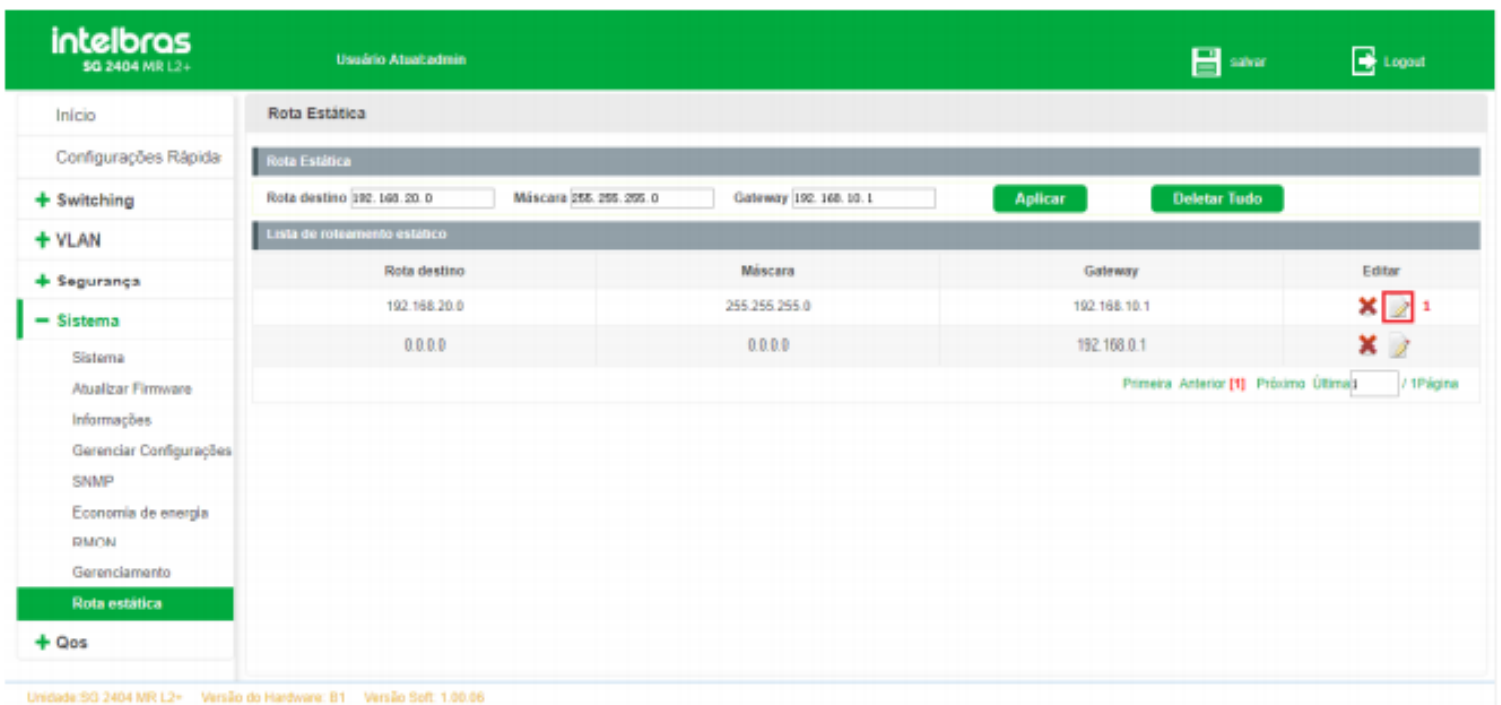 intelbras
SG 2404 MR L2+
Usuário Atual:admin
salvar
Logout
Início
Configurações Rápida
Switching
VLAN
Segurança
Sistema
Sistema
Atualizar Firmware
Informações
Gerenciar Configurações
SNMP
Economia de energia
RMON
Gerenciamento
Rota estática
Qos
Rota Estática
Rota Estática
Rota destino 192.168.20.0 Máscara 255.255.255.0 Gateway 192.168.10.1 Aplicar Deletar Tudo
Lista de roteamento estático
Rota destino Máscara Gateway Editar
192.168.20.0 255.255.255.0 192.168.10.1 1
0.0.0.0 0.0.0.0 192.168.0.1
Primeira Anterior [1] Próximo Última 1 / 1Página
Unidade:SG 2404 MR L2+ Versão do Hardware: B1 Versão Soft: 1.00.06